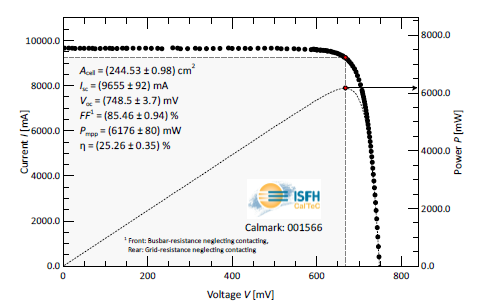 10000.0
8000.0
6000.0
4000.0
2000.0
0.0
Current I [mA]
8000.0
6000.0
4000.0
2000.0
0.0
Power P [mW]
A_cell = (244.53 ± 0.98) cm²
I_sc = (9655 ± 92) mA
V_oc = (748.5 ± 3.7) mV
FF¹ = (85.46 ± 0.94) %
P_mpp = (6176 ± 80) mW
η = (25.26 ± 0.35) %
ISFH
CalTeC
Calmark: 001566
¹ Front: Busbar-resistance neglecting contacting,
Rear: Grid-resistance neglecting contacting
0 200 400 600 800
Voltage V [mV]